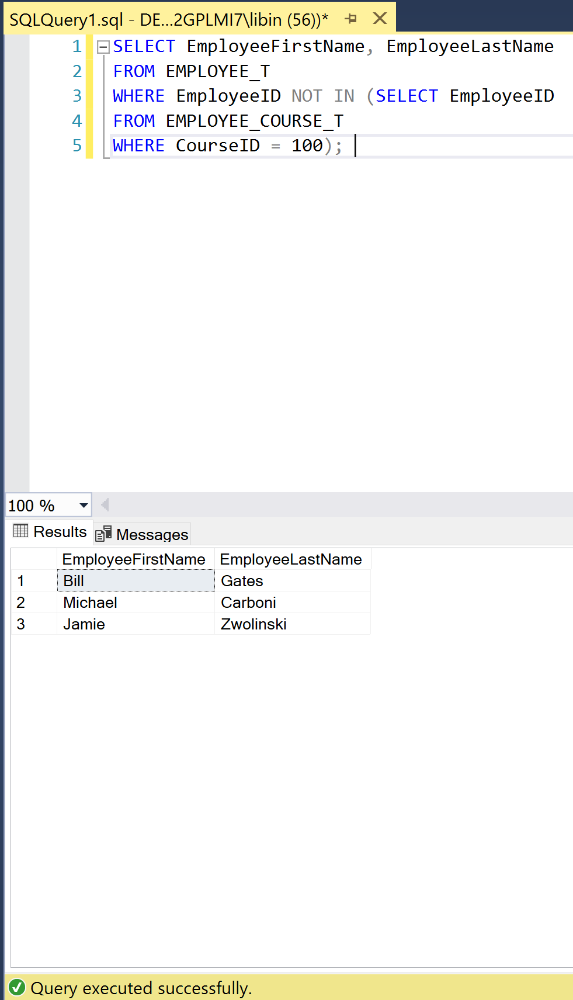 SQLQuery1.sql - DE...2GPLMI7\libin (56))*
1 SELECT EmployeeFirstName, EmployeeLastName
2 FROM EMPLOYEE_T
3 WHERE EmployeeID NOT IN (SELECT EmployeeID
4 FROM EMPLOYEE_COURSE_T
5 WHERE CourseID = 100);
100 %
Results Messages
EmployeeFirstName EmployeeLastName
1 Bill Gates
2 Michael Carboni
3 Jamie Zwolinski
Query executed successfully.